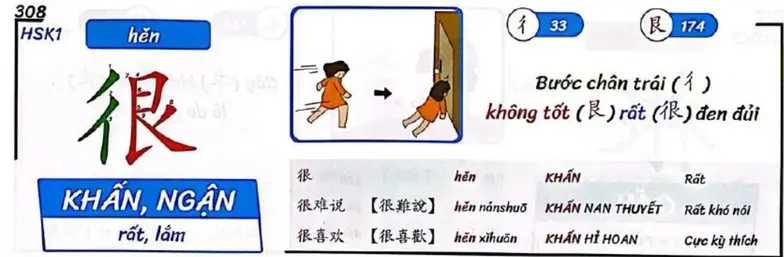 308
HSK1
hěn
很
KHẤN, NGẬN
rất, lắm
彳 33
艮 174
Bước chân trái (彳)
không tốt (艮) rất (很) đen đủi
很 hěn KHẤN Rất
很难说 【很難說】 hěn nánshuō KHẤN NAN THUYẾT Rất khó nói
很喜欢 【很喜歡】 hěn xǐhuān KHẤN HỈ HOAN Cực kỳ thích